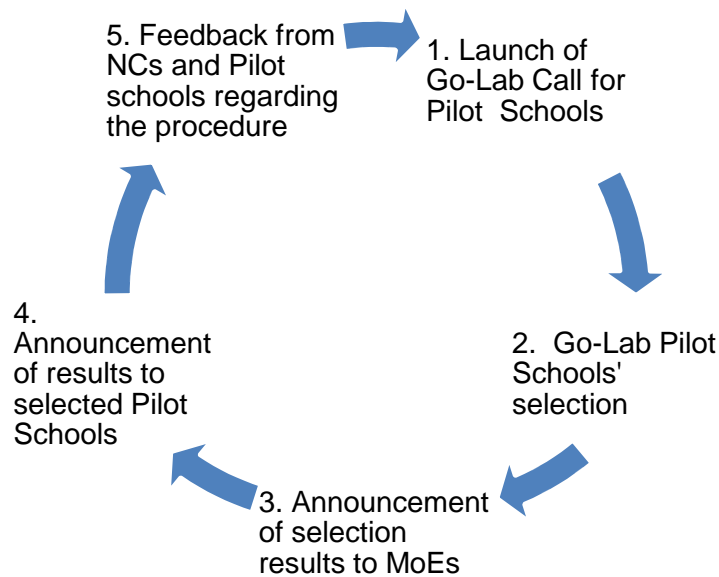 1. Launch of
Go-Lab Call for
Pilot  Schools
2.  Go-Lab Pilot
Schools'
selection
3. Announcement
of selection
results to MoEs
4.
Announcement
of results to
selected Pilot
Schools
5. Feedback from
NCs and Pilot
schools regarding
the procedure